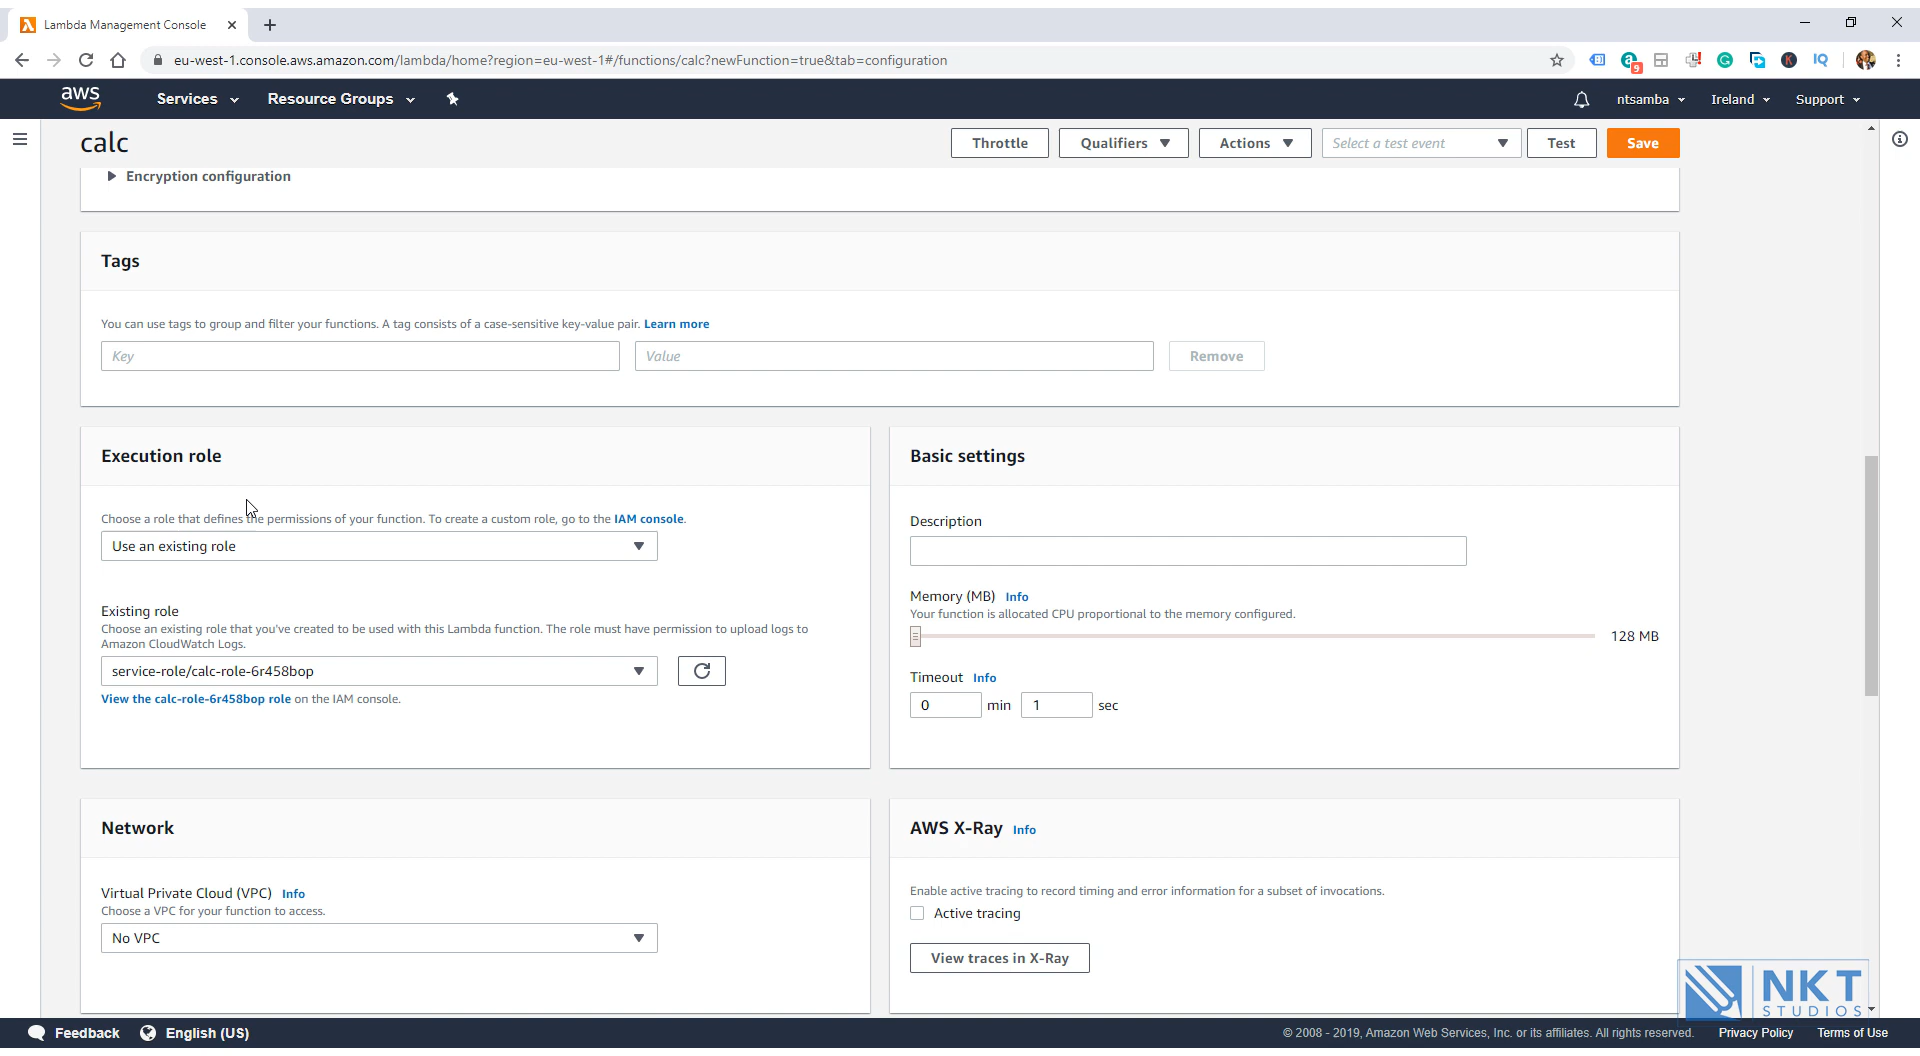 Lambda Management Console
eu-west-1.console.aws.amazon.com/lambda/home?region=eu-west-1#/functions/calc?newFunction=true&tab=configuration
9
IQ
aws
Services
Resource Groups
ntsamba
Ireland
Support
calc
Throttle
Qualifiers
Actions
Select a test event
Test
Save
Encryption configuration
Tags
You can use tags to group and filter your functions. A tag consists of a case-sensitive key-value pair. Learn more
Key
Value
Remove
Execution role
Choose a role that defines the permissions of your function. To create a custom role, go to the IAM console.
Use an existing role
Existing role
Choose an existing role that you've created to be used with this Lambda function. The role must have permission to upload logs to
Amazon CloudWatch Logs.
service-role/calc-role-6r458bop
View the calc-role-6r458bop role on the IAM console.
Basic settings
Description
Memory (MB) Info
Your function is allocated CPU proportional to the memory configured.
128 MB
Timeout Info
0 min 1 sec
Network
Virtual Private Cloud (VPC) Info
Choose a VPC for your function to access.
No VPC
AWS X-Ray Info
Enable active tracing to record timing and error information for a subset of invocations.
Active tracing
View traces in X-Ray
NKT
STUDIOS
Feedback
English (US)
© 2008 - 2019, Amazon Web Services, Inc. or its affiliates. All rights reserved.
Privacy Policy
Terms of Use